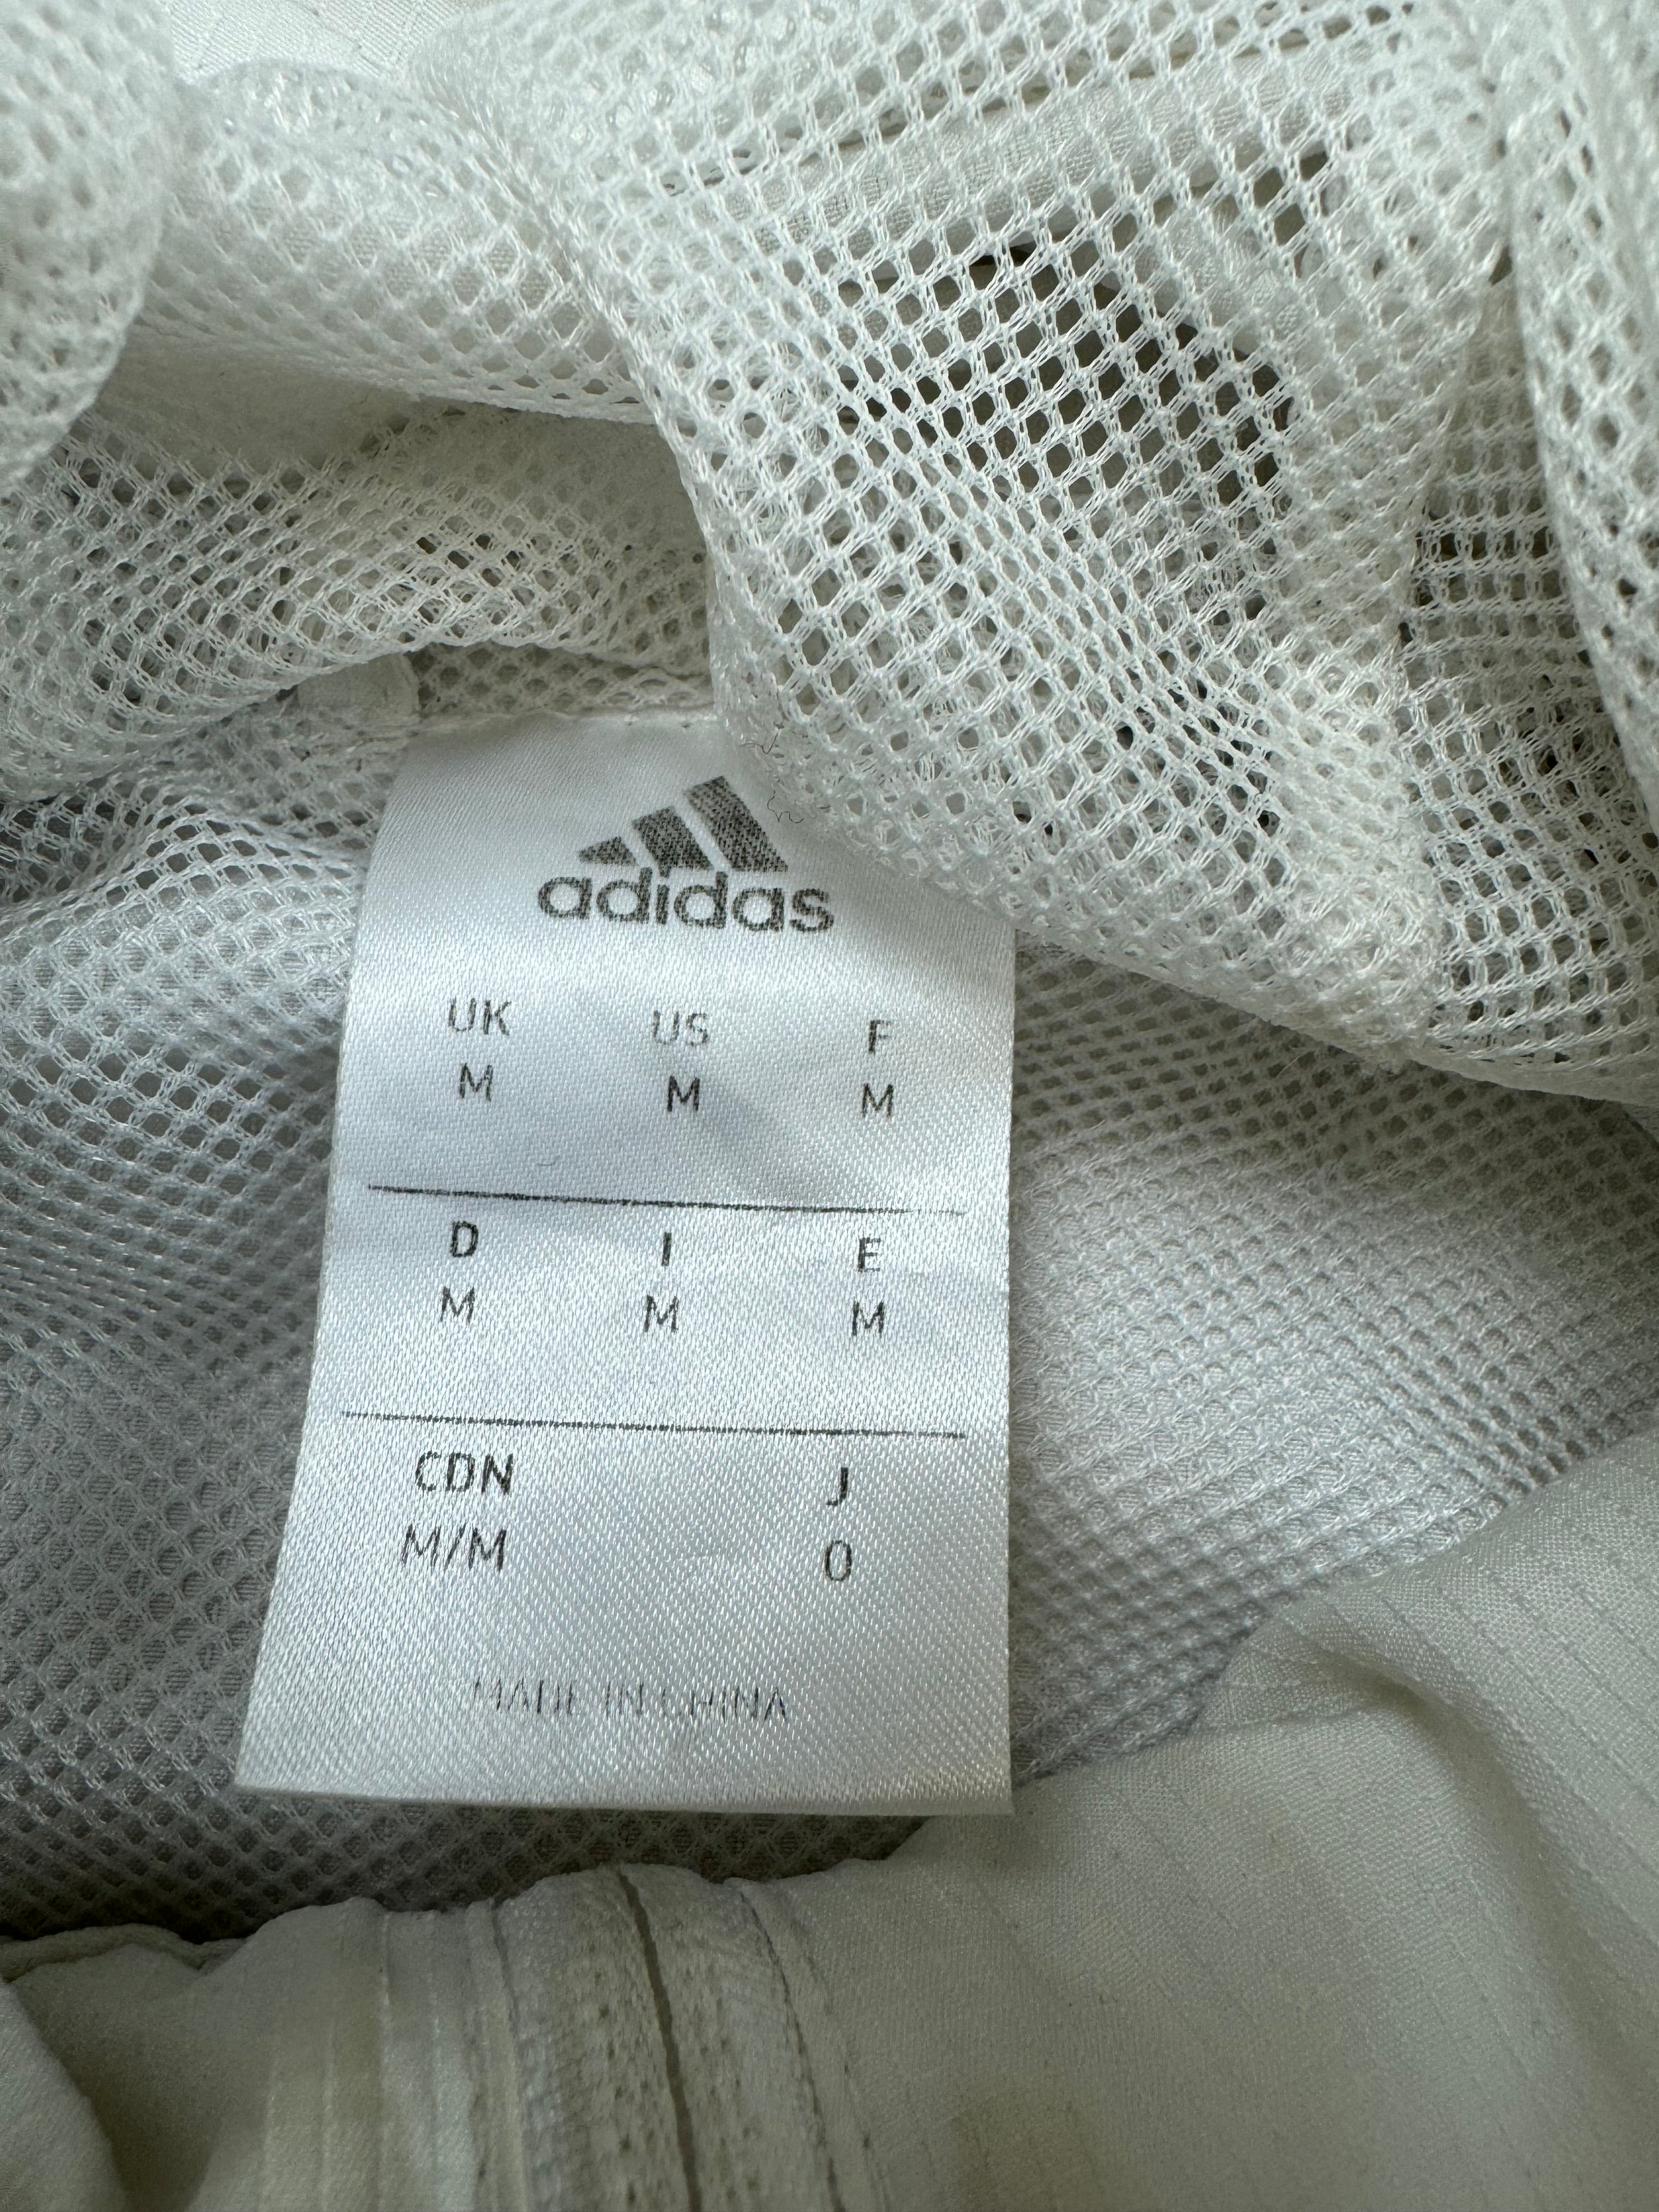 adidas
UK US F
M M M
D I E
M M M
CDN J
M/M O
MADE IN CHINA